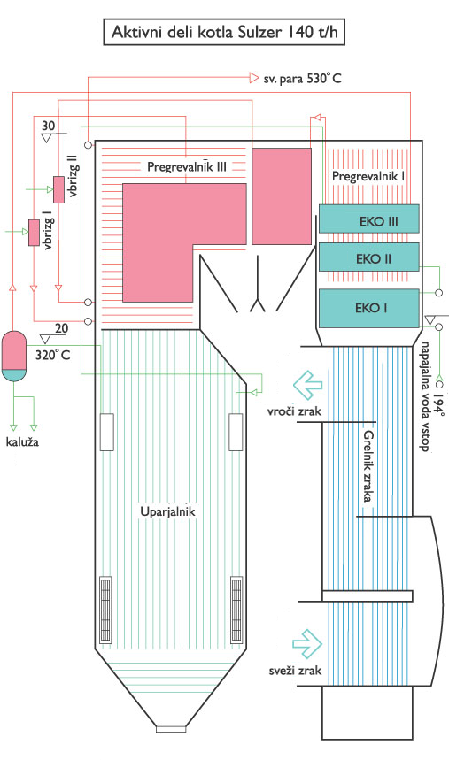 Aktivni deli kotla Sulzer 140 t/h
sv. para 530°C
30
vbrizg II
vbrizg I
Pregrevalnik III
Pregrevalnik I
EKO III
EKO II
EKO I
20
320°C
194°
napajalna voda
vstop
vroči zrak
kaluža
Grelnik
zraka
Uparjalnik
sveži zrak